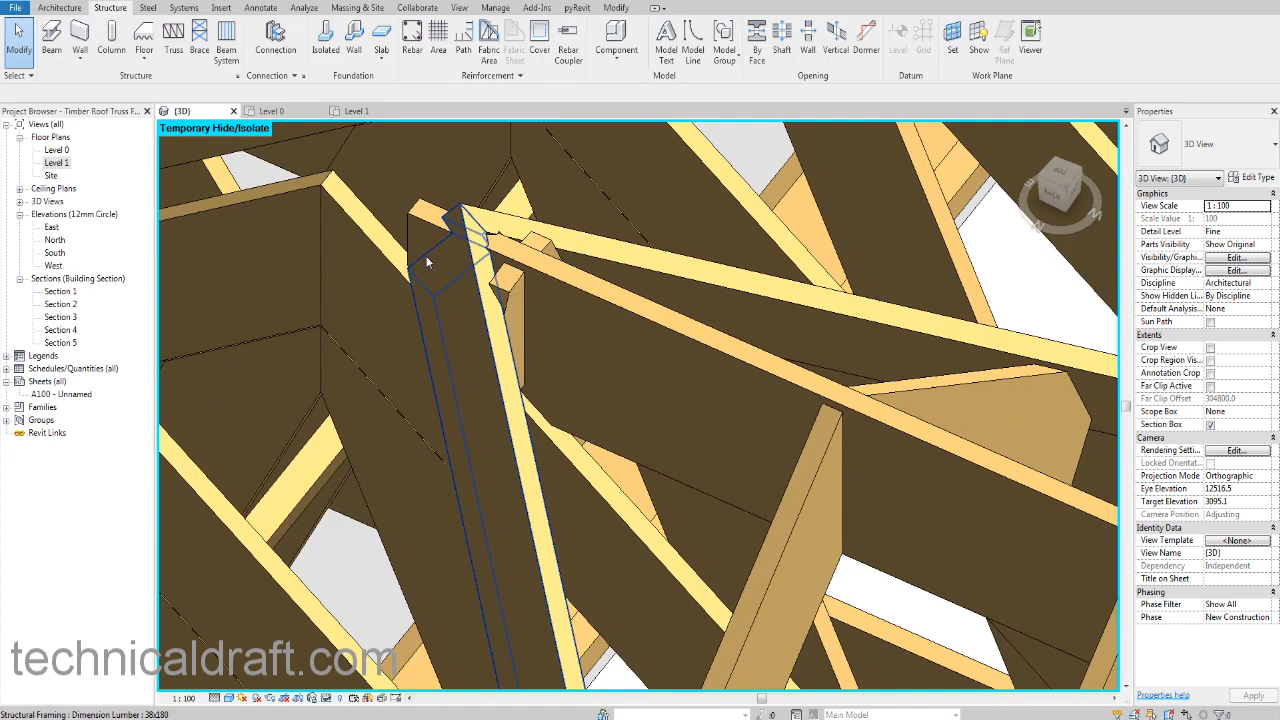 File Architecture Structure Steel Systems Insert Annotate Analyze Massing & Site Collaborate View Manage Add-Ins pyRevit Modify
Modify Beam Wall Column Floor Truss Brace Beam System Connection Isolated Wall Slab Rebar Area Path Fabric Area Fabric Sheet Cover Rebar Coupler Component Model Text Model Line Model Group By Face Shaft Wall Vertical Dormer Level Grid Set Show Ref Plane Viewer
Select Structure Connection Foundation Reinforcement Model Opening Datum Work Plane
Project Browser - Timber Roof Truss F...
{3D} Level 0 Level 1
Properties
Temporary Hide/Isolate
Views (all)
Floor Plans
Level 0
Level 1
Site
Ceiling Plans
3D Views
Elevations (12mm Circle)
East
North
South
West
Sections (Building Section)
Section 1
Section 2
Section 3
Section 4
Section 5
Legends
Schedules/Quantities (all)
Sheets (all)
A100 - Unnamed
Families
Groups
Revit Links
TOP
BACK
3D View
3D View: {3D} Edit Type
Graphics
View Scale 1 : 100
Scale Value 1: 100
Detail Level Fine
Parts Visibility Show Original
Visibility/Graphi... Edit...
Graphic Display... Edit...
Discipline Architectural
Show Hidden Li... By Discipline
Default Analysis... None
Sun Path
Extents
Crop View
Crop Region Vis...
Annotation Crop
Far Clip Active
Far Clip Offset 304800.0
Scope Box None
Section Box
Camera
Rendering Setti... Edit...
Locked Orientat...
Projection Mode Orthographic
Eye Elevation 12516.5
Target Elevation 3095.1
Camera Position Adjusting
Identity Data
View Template <None>
View Name {3D}
Dependency Independent
Title on Sheet
Phasing
Phase Filter Show All
Phase New Construction
technicaldraft.com
1 : 100
Properties help Apply
Structural Framing : Dimension Lumber : 38x180
:0 Main Model :0